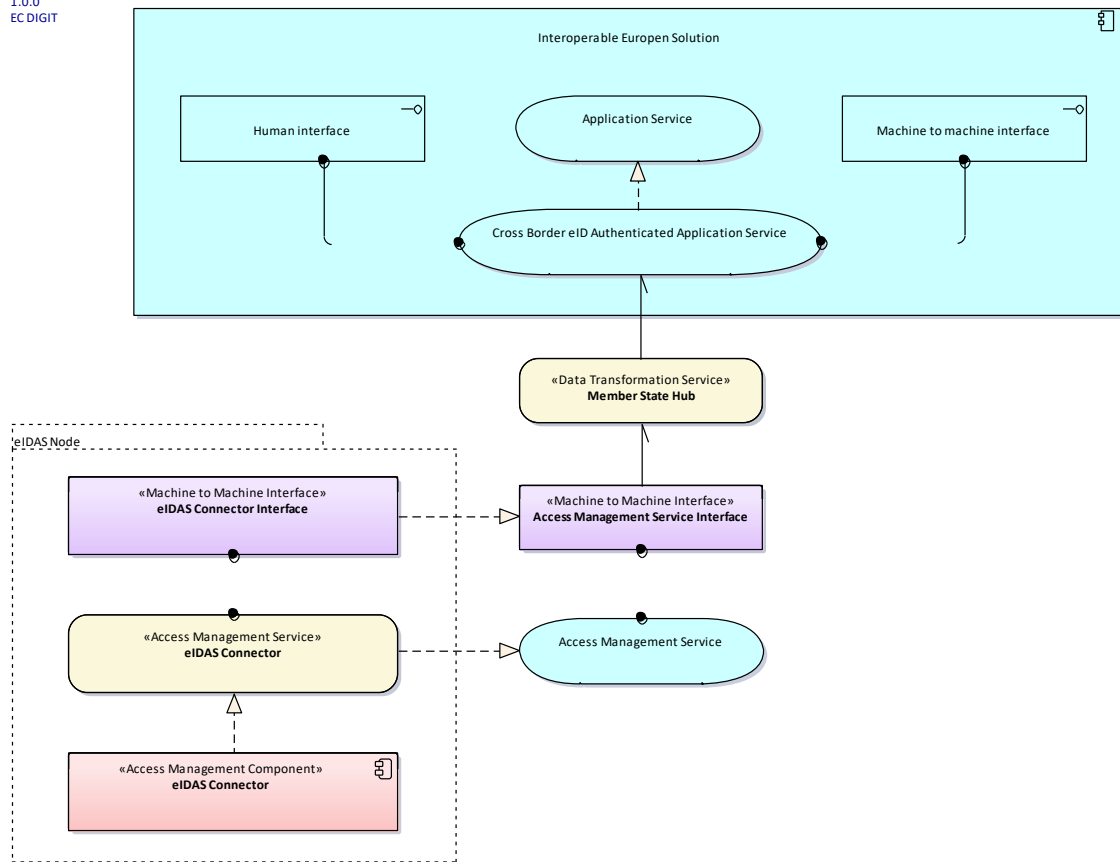 1.0.0
EC DIGIT
Interoperable Europen Solution
Human interface
Application Service
Machine to machine interface
Cross Border eID Authenticated Application Service
«Data Transformation Service»
Member State Hub
eIDAS Node
«Machine to Machine Interface»
eIDAS Connector Interface
«Machine to Machine Interface»
Access Management Service Interface
«Access Management Service»
eIDAS Connector
Access Management Service
«Access Management Component»
eIDAS Connector